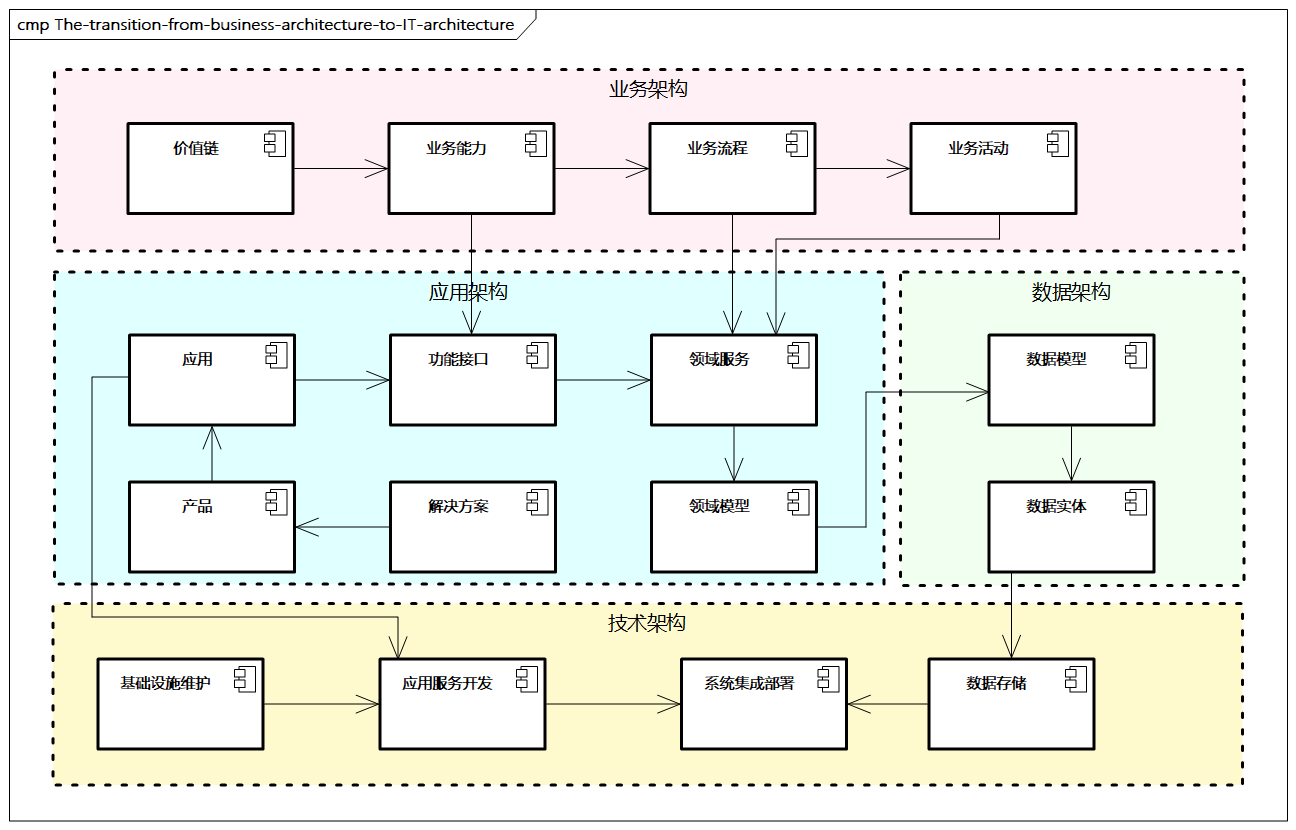 cmp The-transition-from-business-architecture-to-IT-architecture
业务架构
价值链
业务能力
业务流程
业务活动
应用架构
数据架构
应用
功能接口
领域服务
数据模型
产品
解决方案
领域模型
数据实体
技术架构
基础设施维护
应用服务开发
系统集成部署
数据存储